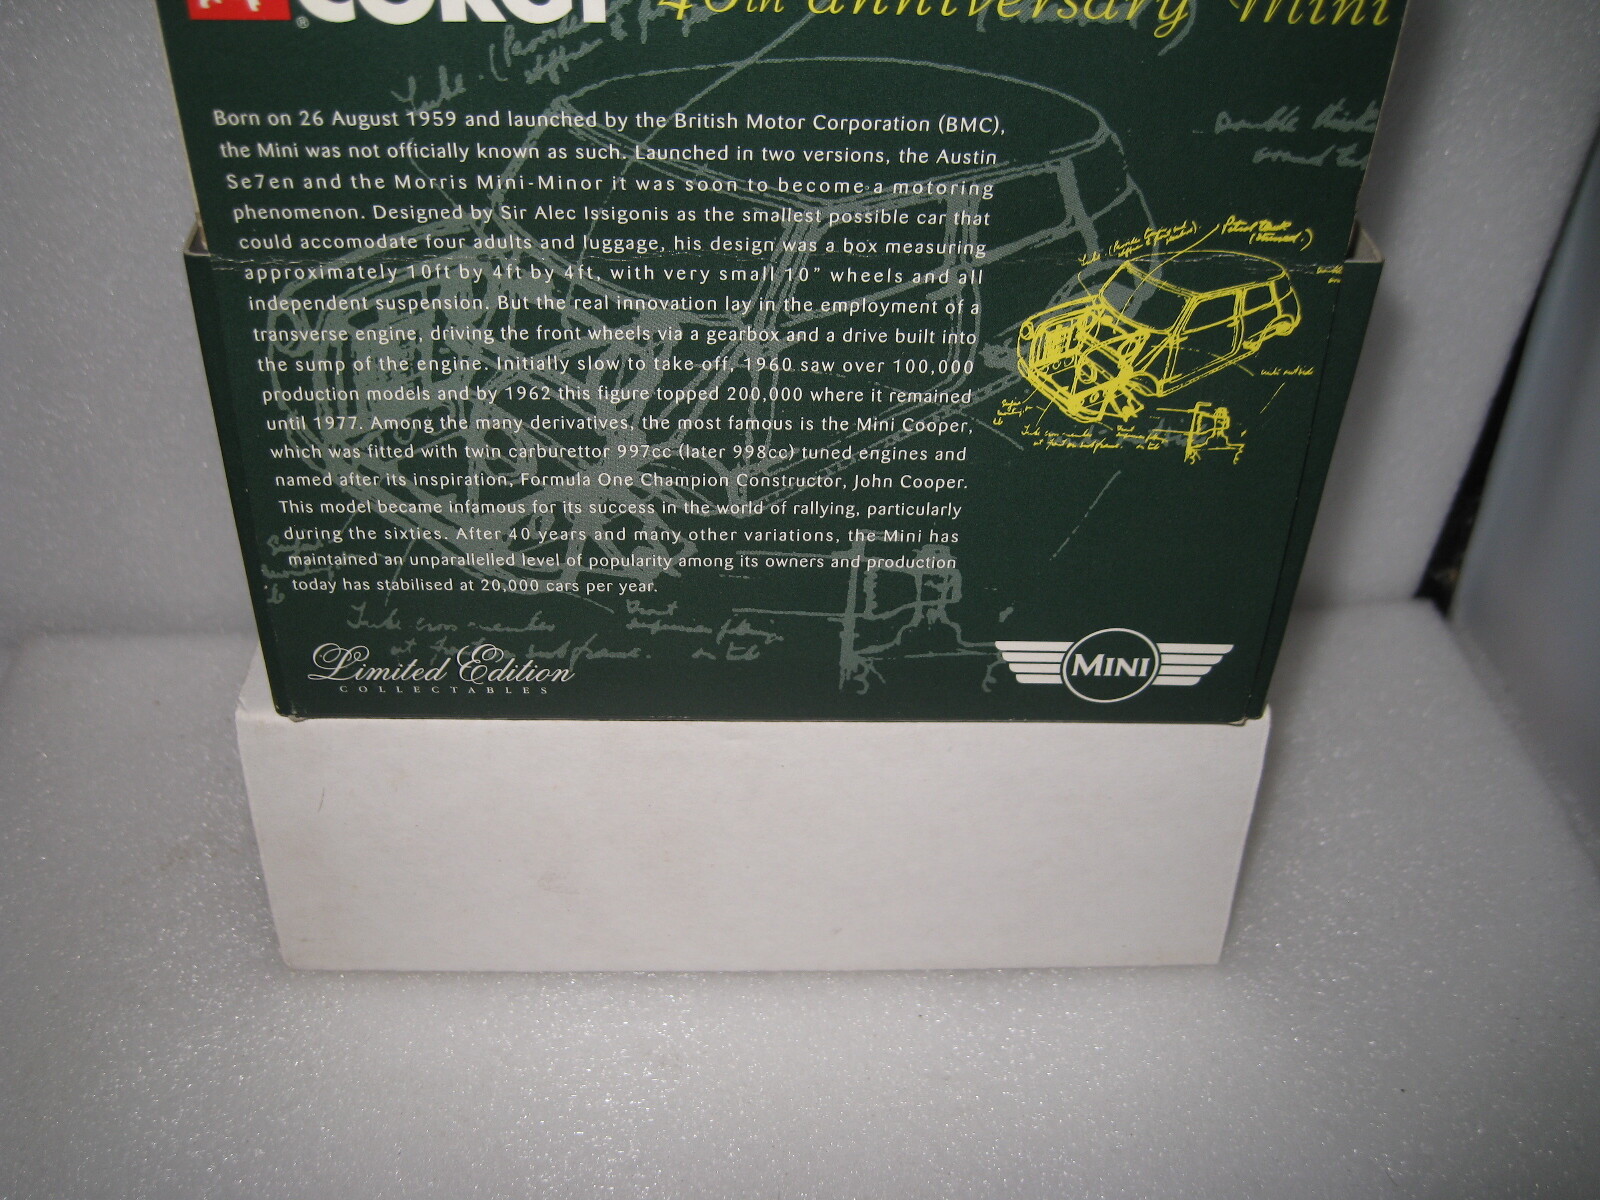 CORGI
®
40th anniversary Mini
Born on 26 August 1959 and launched by the British Motor Corporation (BMC),
the Mini was not officially known as such. Launched in two versions, the Austin
Se7en and the Morris Mini-Minor it was soon to become a motoring
phenomenon. Designed by Sir Alec Issigonis as the smallest possible car that
could accomodate four adults and luggage, his design was a box measuring
approximately 10ft by 4ft by 4ft, with very small 10" wheels and all
independent suspension. But the real innovation lay in the employment of a
transverse engine, driving the front wheels via a gearbox and a drive built into
the sump of the engine. Initially slow to take off, 1960 saw over 100,000
production models and by 1962 this figure topped 200,000 where it remained
until 1977. Among the many derivatives, the most famous is the Mini Cooper,
which was fitted with twin carburettor 997cc (later 998cc) tuned engines and
named after its inspiration, Formula One Champion Constructor, John Cooper.
This model became infamous for its success in the world of rallying, particularly
during the sixties. After 40 years and many other variations, the Mini has
maintained an unparalielled level of popularity among its owners and production
today has stabilised at 20,000 cars per year.
Petrol Tank
Limited Edition
COLLECTABLES
MINI